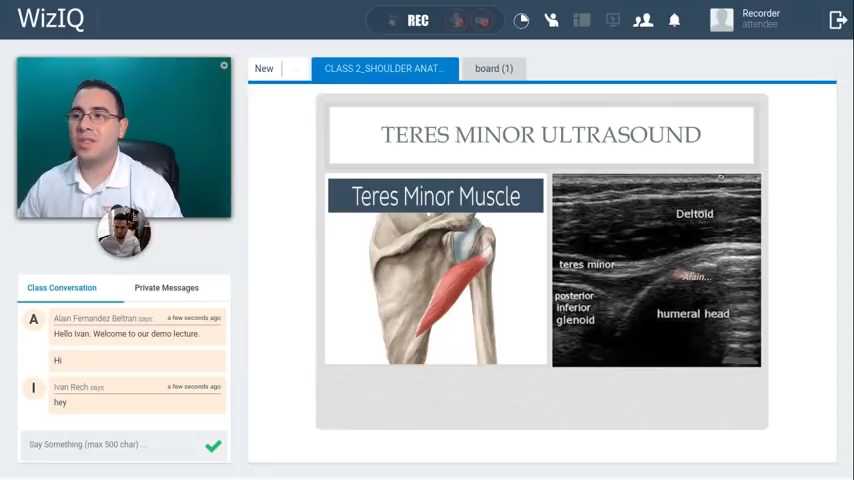 WizIQ
REC
Recorder
attendee
New
CLASS 2_SHOULDER ANAT...
board (1)
TERES MINOR ULTRASOUND
Teres Minor Muscle
Deltoid
teres minor
Alain...
posterior
inferior
glenoid
humeral head
Class Conversation
Private Messages
A
Alain Fernandez Beltran says:
a few seconds ago
Hello Ivan. Welcome to our demo lecture.
Hi
I
Ivan Rech says:
a few seconds ago
hey
Say Something (max 500 char) ...